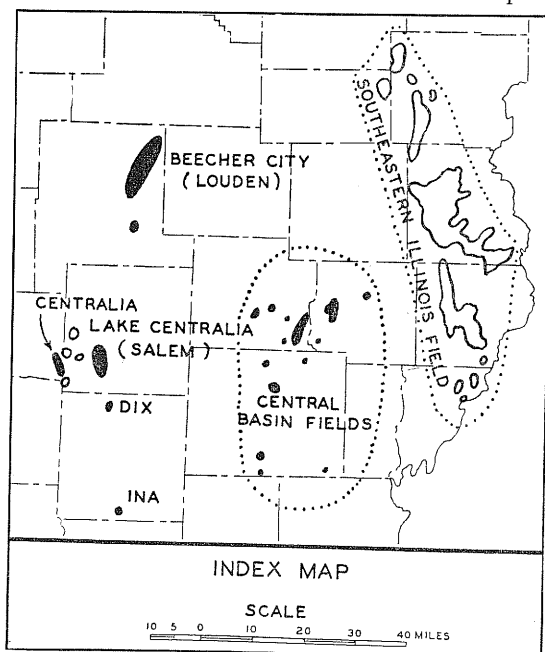 SOUTHEASTERN ILLINOIS FIELD
BEECHER CITY
(LOUDEN)
CENTRALIA
LAKE CENTRALIA
(SALEM)
CENTRAL
BASIN FIELDS
DIX
INA
INDEX MAP
SCALE
10 5 0 10 20 30 40 MILES